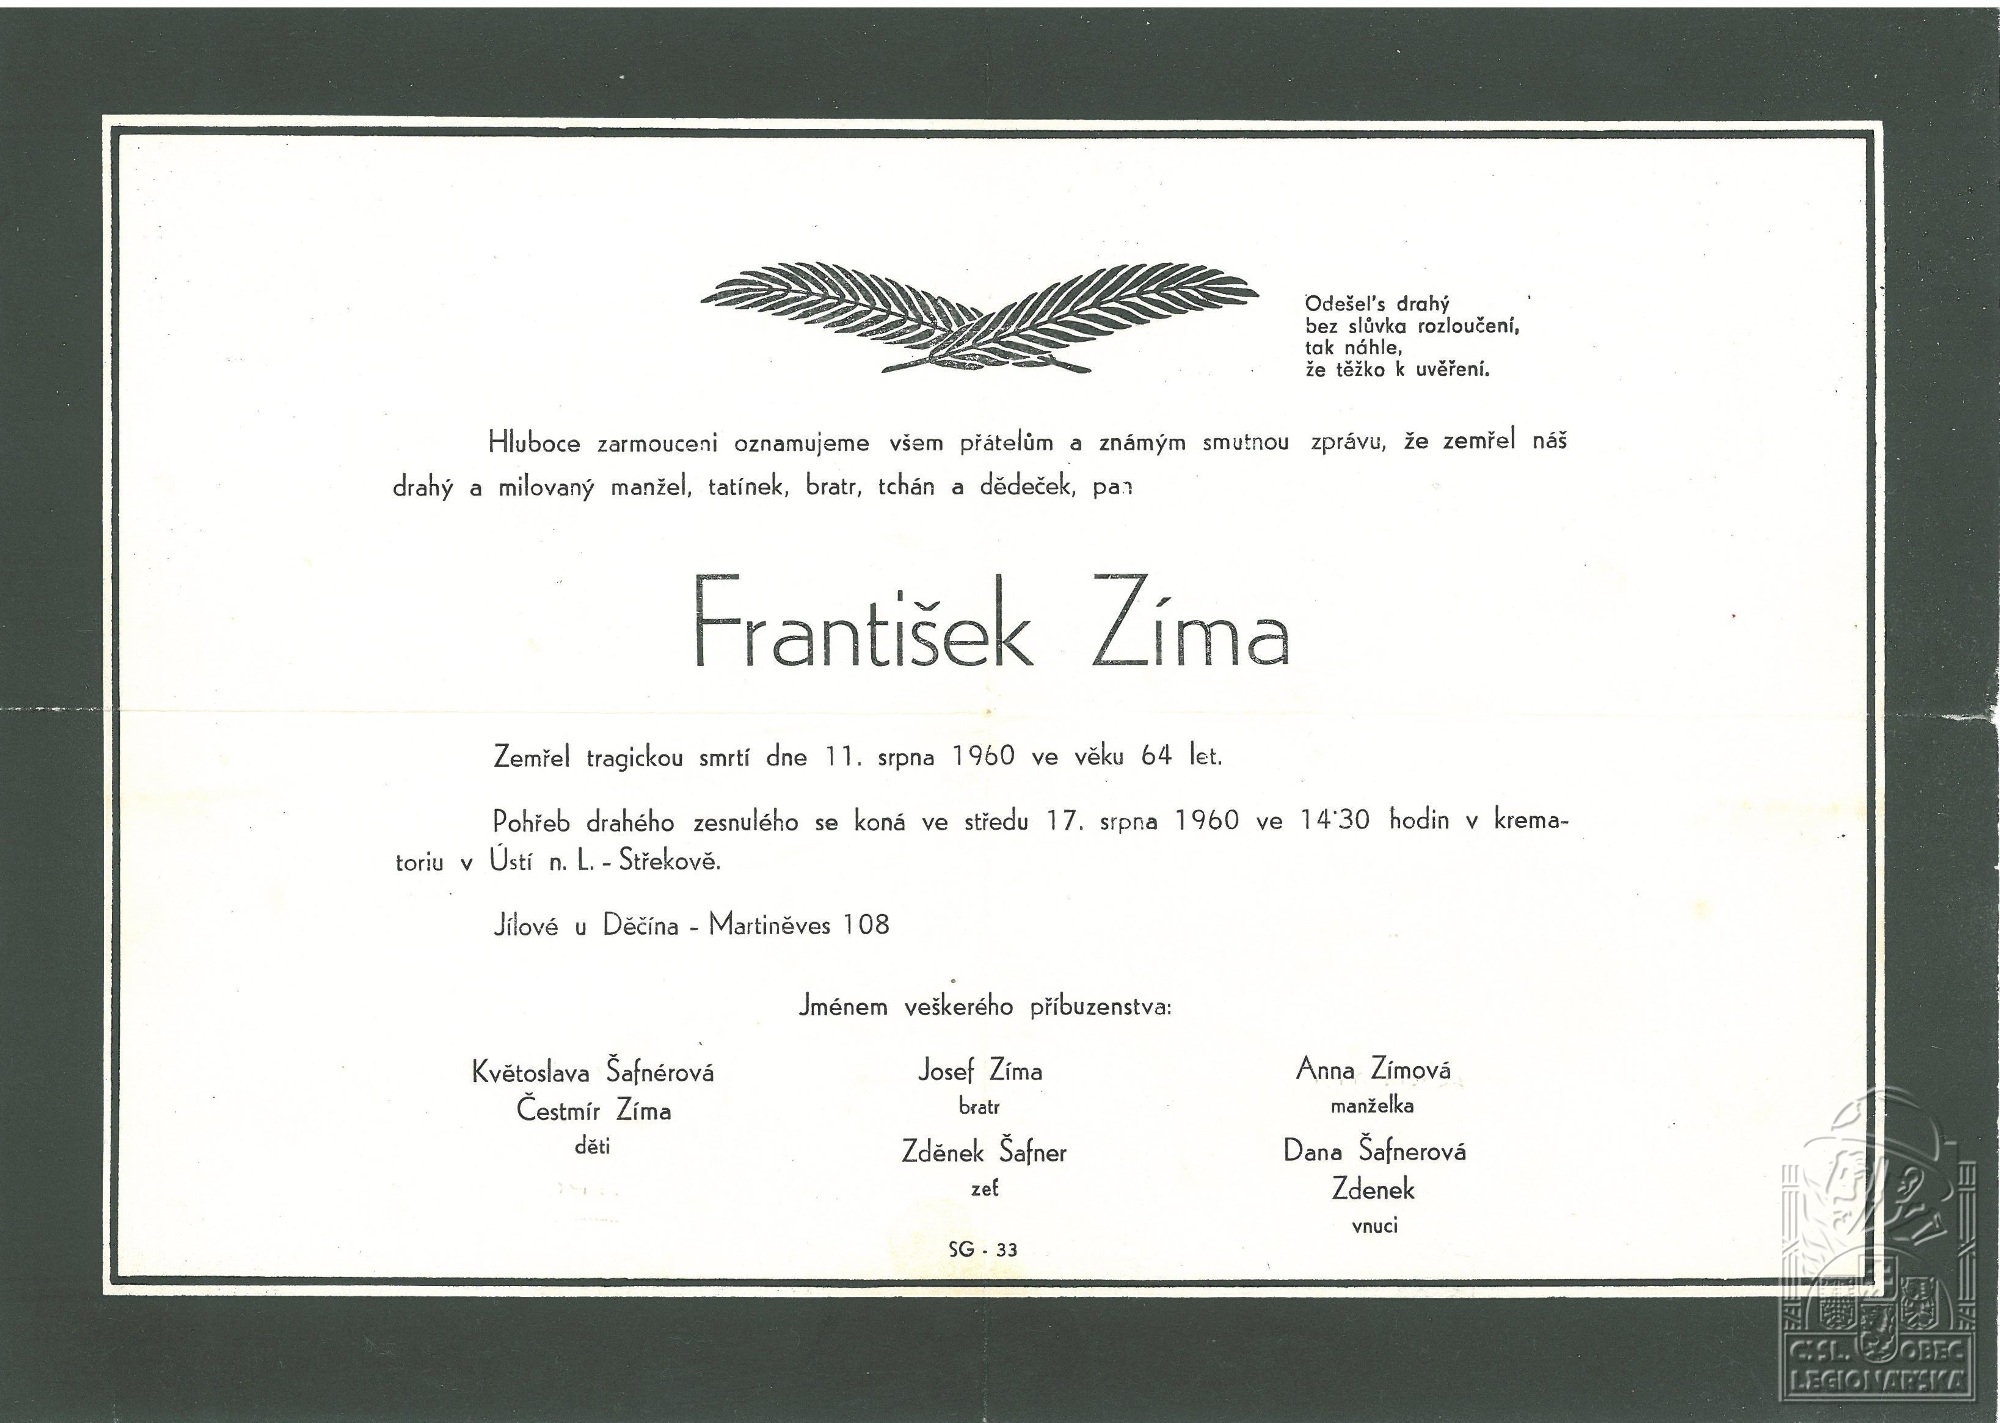 Odešel's drahý
bez slůvka rozloučení,
tak náhle,
že těžko k uvěření.
Hluboce zarmouceni oznamujeme všem přátelům a známým smutnou zprávu, že zemřel náš
drahý a milovaný manžel, tatínek, bratr, tchán a dědeček, pan
František Zíma
Zemřel tragickou smrtí dne 11. srpna 1960 ve věku 64 let.
Pohřeb drahého zesnulého se koná ve středu 17. srpna 1960 ve 14·30 hodin v krema-
toriu v Ústí n. L. - Střekově.
Jílové u Děčína - Martiněves 108
Jménem veškerého příbuzenstva:
Květoslava Šafnérová
Čestmír Zíma
děti
Josef Zíma
bratr
Zděnek Šafner
zeť
Anna Zímová
manželka
Dana Šafnerová
Zdenek
vnuci
SG - 33
Č.SL. OBEC
LEGIONÁŘSKÁ